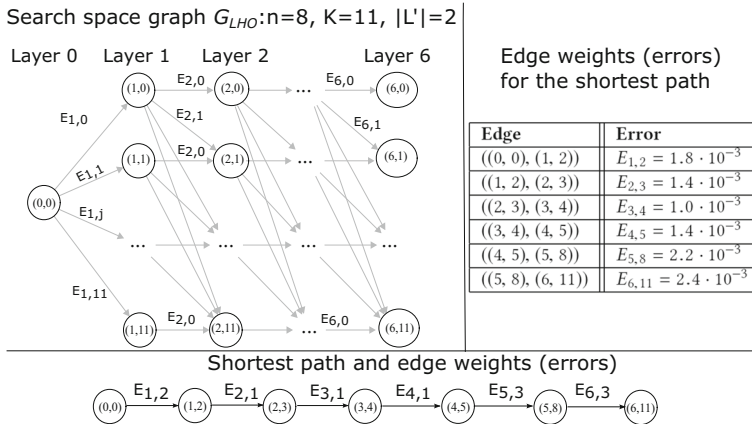 Search space graph G_LHO:n=8, K=11, |L'|=2
Layer 0 Layer 1 Layer 2 Layer 6
E2,0 E6,0
(1,0) (2,0) ... (6,0)
E1,0 E2,1 E6,1
E2,0
(1,1) (2,1) ... (6,1)
E1,1
(0,0)
E1,j
... ... ... ...
E1,11
E2,0 E6,0
(1,11) (2,11) ... (6,11)
Edge weights (errors)
for the shortest path
Edge Error
((0, 0), (1, 2)) E1,2 = 1.8 · 10^−3
((1, 2), (2, 3)) E2,3 = 1.4 · 10^−3
((2, 3), (3, 4)) E3,4 = 1.0 · 10^−3
((3, 4), (4, 5)) E4,5 = 1.4 · 10^−3
((4, 5), (5, 8)) E5,8 = 2.2 · 10^−3
((5, 8), (6, 11)) E6,11 = 2.4 · 10^−3
Shortest path and edge weights (errors)
E1,2 E2,1 E3,1 E4,1 E5,3 E6,3
(0,0) (1,2) (2,3) (3,4) (4,5) (5,8) (6,11)